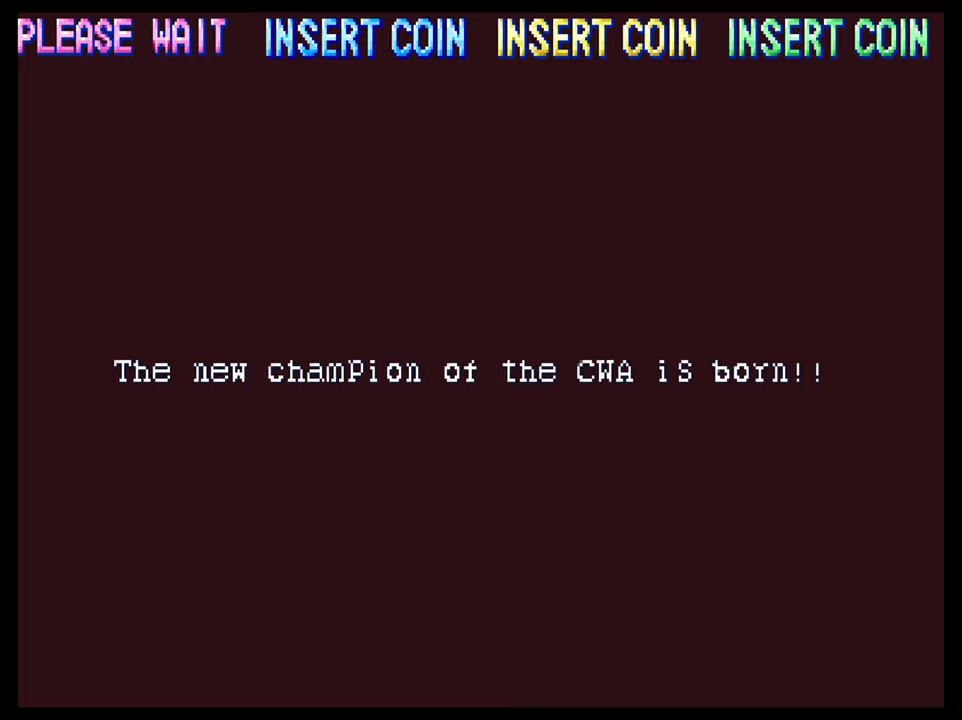 PLEASE WAIT INSERT COIN INSERT COIN INSERT COIN
The new champion of the CWA is born!!